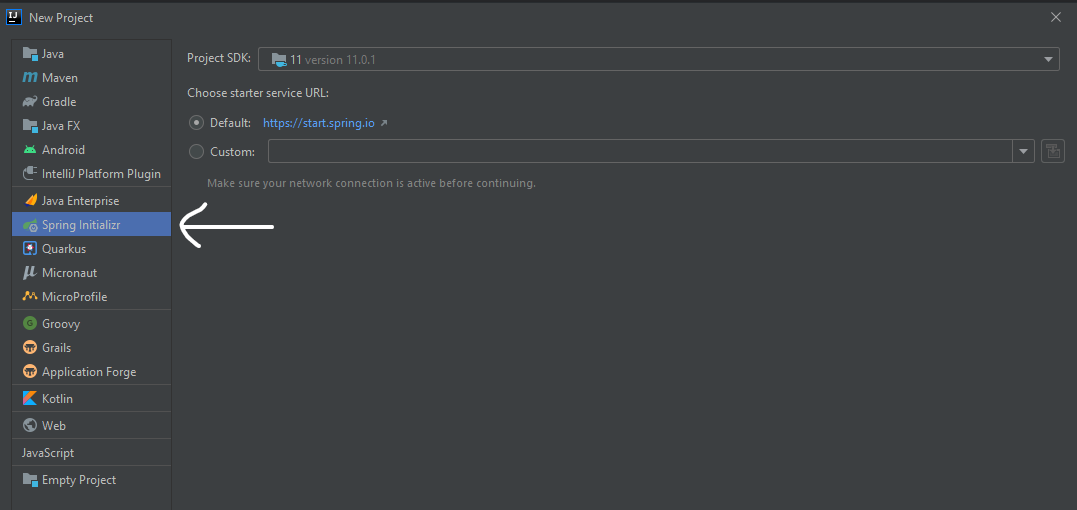 IJ New Project
Java
Maven
Gradle
Java FX
Android
IntelliJ Platform Plugin
Java Enterprise
Spring Initializr
Quarkus
Micronaut
MicroProfile
Groovy
Grails
Application Forge
Kotlin
Web
JavaScript
Empty Project
Project SDK: 11 version 11.0.1
Choose starter service URL:
Default: https://start.spring.io
Custom:
Make sure your network connection is active before continuing.